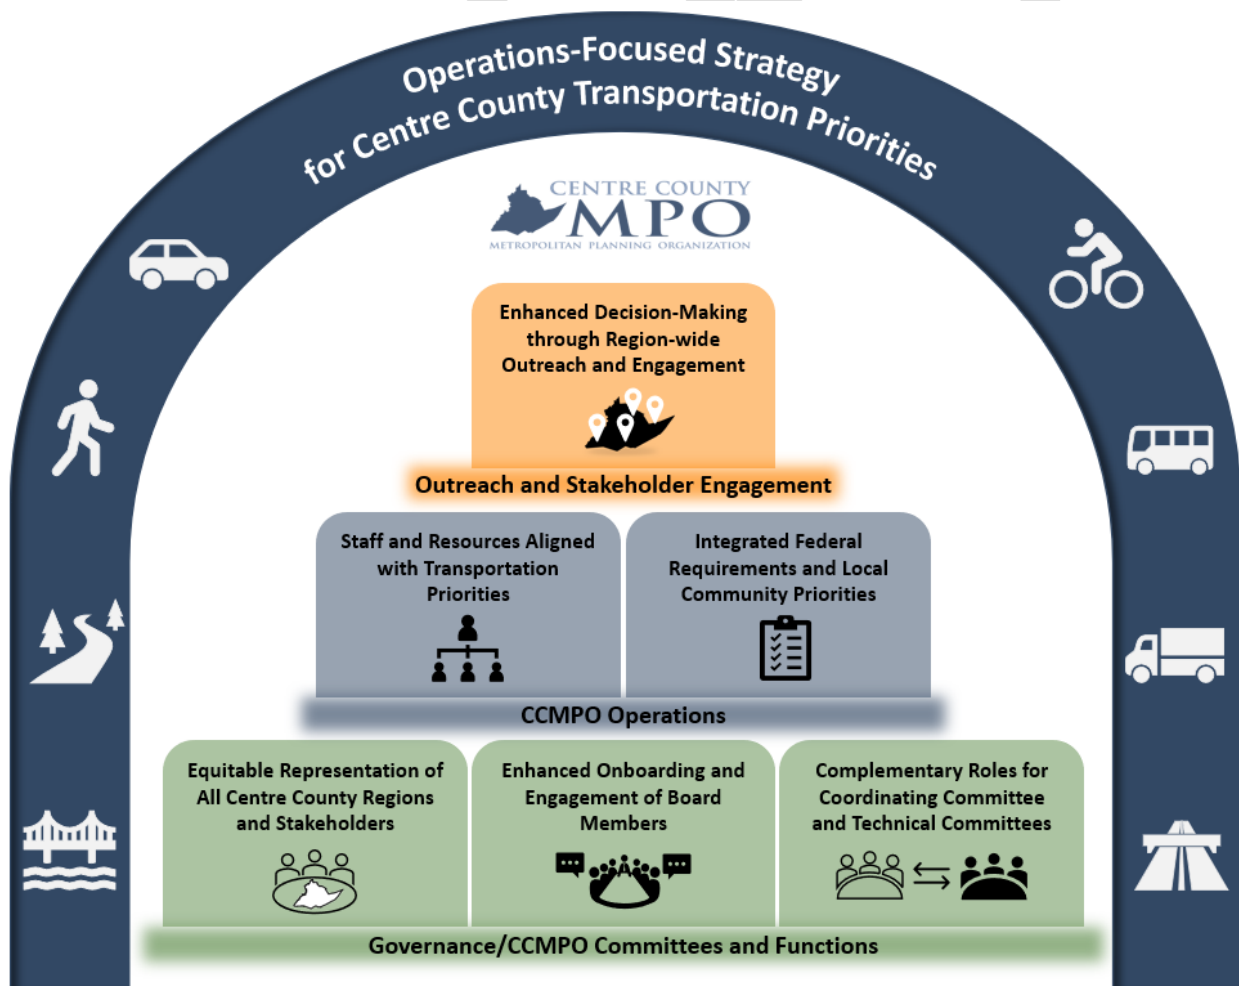 Operations-Focused Strategy
for Centre County Transportation Priorities
CENTRE COUNTY
MPO
METROPOLITAN PLANNING ORGANIZATION
Enhanced Decision-Making
through Region-wide
Outreach and Engagement
Outreach and Stakeholder Engagement
Staff and Resources Aligned
with Transportation
Priorities
Integrated Federal
Requirements and Local
Community Priorities
CCMPO Operations
Equitable Representation of
All Centre County Regions
and Stakeholders
Enhanced Onboarding and
Engagement of Board
Members
Complementary Roles for
Coordinating Committee
and Technical Committees
Governance/CCMPO Committees and Functions